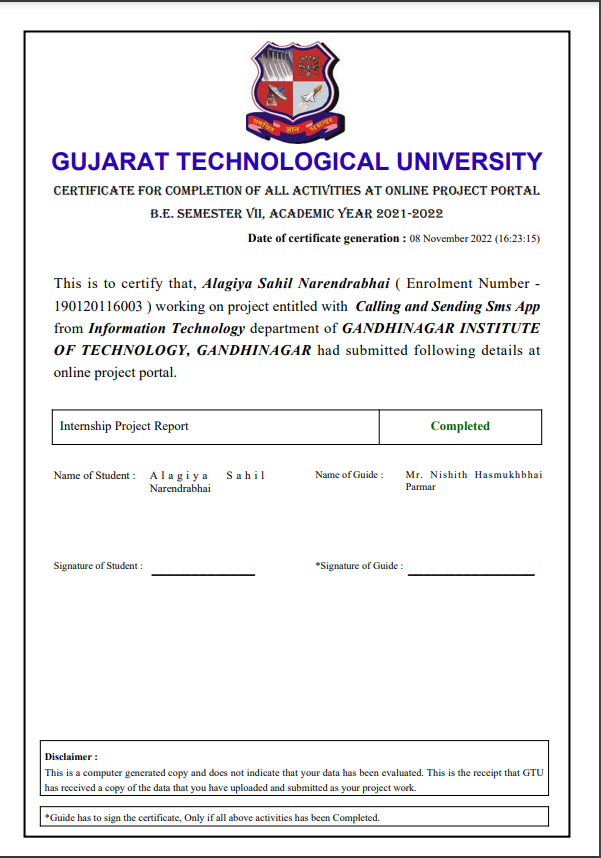 समर्चित ज्ञान
GUJARAT TECHNOLOGICAL UNIVERSITY
CERTIFICATE FOR COMPLETION OF ALL ACTIVITIES AT ONLINE PROJECT PORTAL
B.E. SEMESTER VII, ACADEMIC YEAR 2021-2022
Date of certificate generation : 08 November 2022 (16:23:15)
This is to certify that, Alagiya Sahil Narendrabhai ( Enrolment Number -
190120116003 ) working on project entitled with Calling and Sending Sms App
from Information Technology department of GANDHINAGAR INSTITUTE
OF TECHNOLOGY, GANDHINAGAR had submitted following details at
online project portal.
Internship Project Report Completed
Name of Student : Alagiya Sahil Name of Guide : Mr. Nishith Hasmukhbhai
Narendrabhai Parmar
Signature of Student : *Signature of Guide :
Disclaimer :
This is a computer generated copy and does not indicate that your data has been evaluated. This is the receipt that GTU
has received a copy of the data that you have uploaded and submitted as your project work.
*Guide has to sign the certificate, Only if all above activities has been Completed.